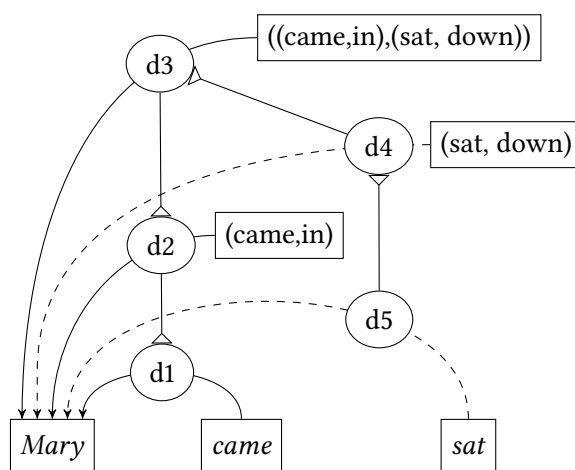 ((came,in),(sat, down))
d3
d4
(sat, down)
d2
(came,in)
d5
d1
Mary
came
sat